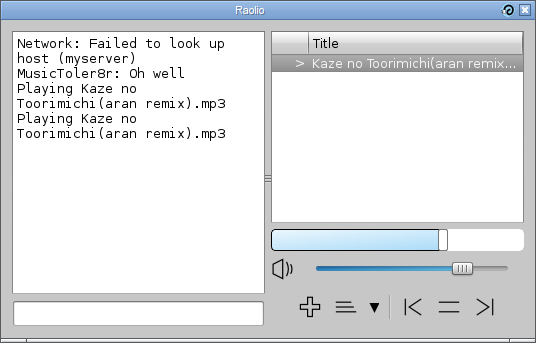 Raolio
Network: Failed to look up
host (myserver)
MusicToler8r: Oh well
Playing Kaze no
Toorimichi(aran remix).mp3
Playing Kaze no
Toorimichi(aran remix).mp3
Title
> Kaze no Toorimichi(aran remix...